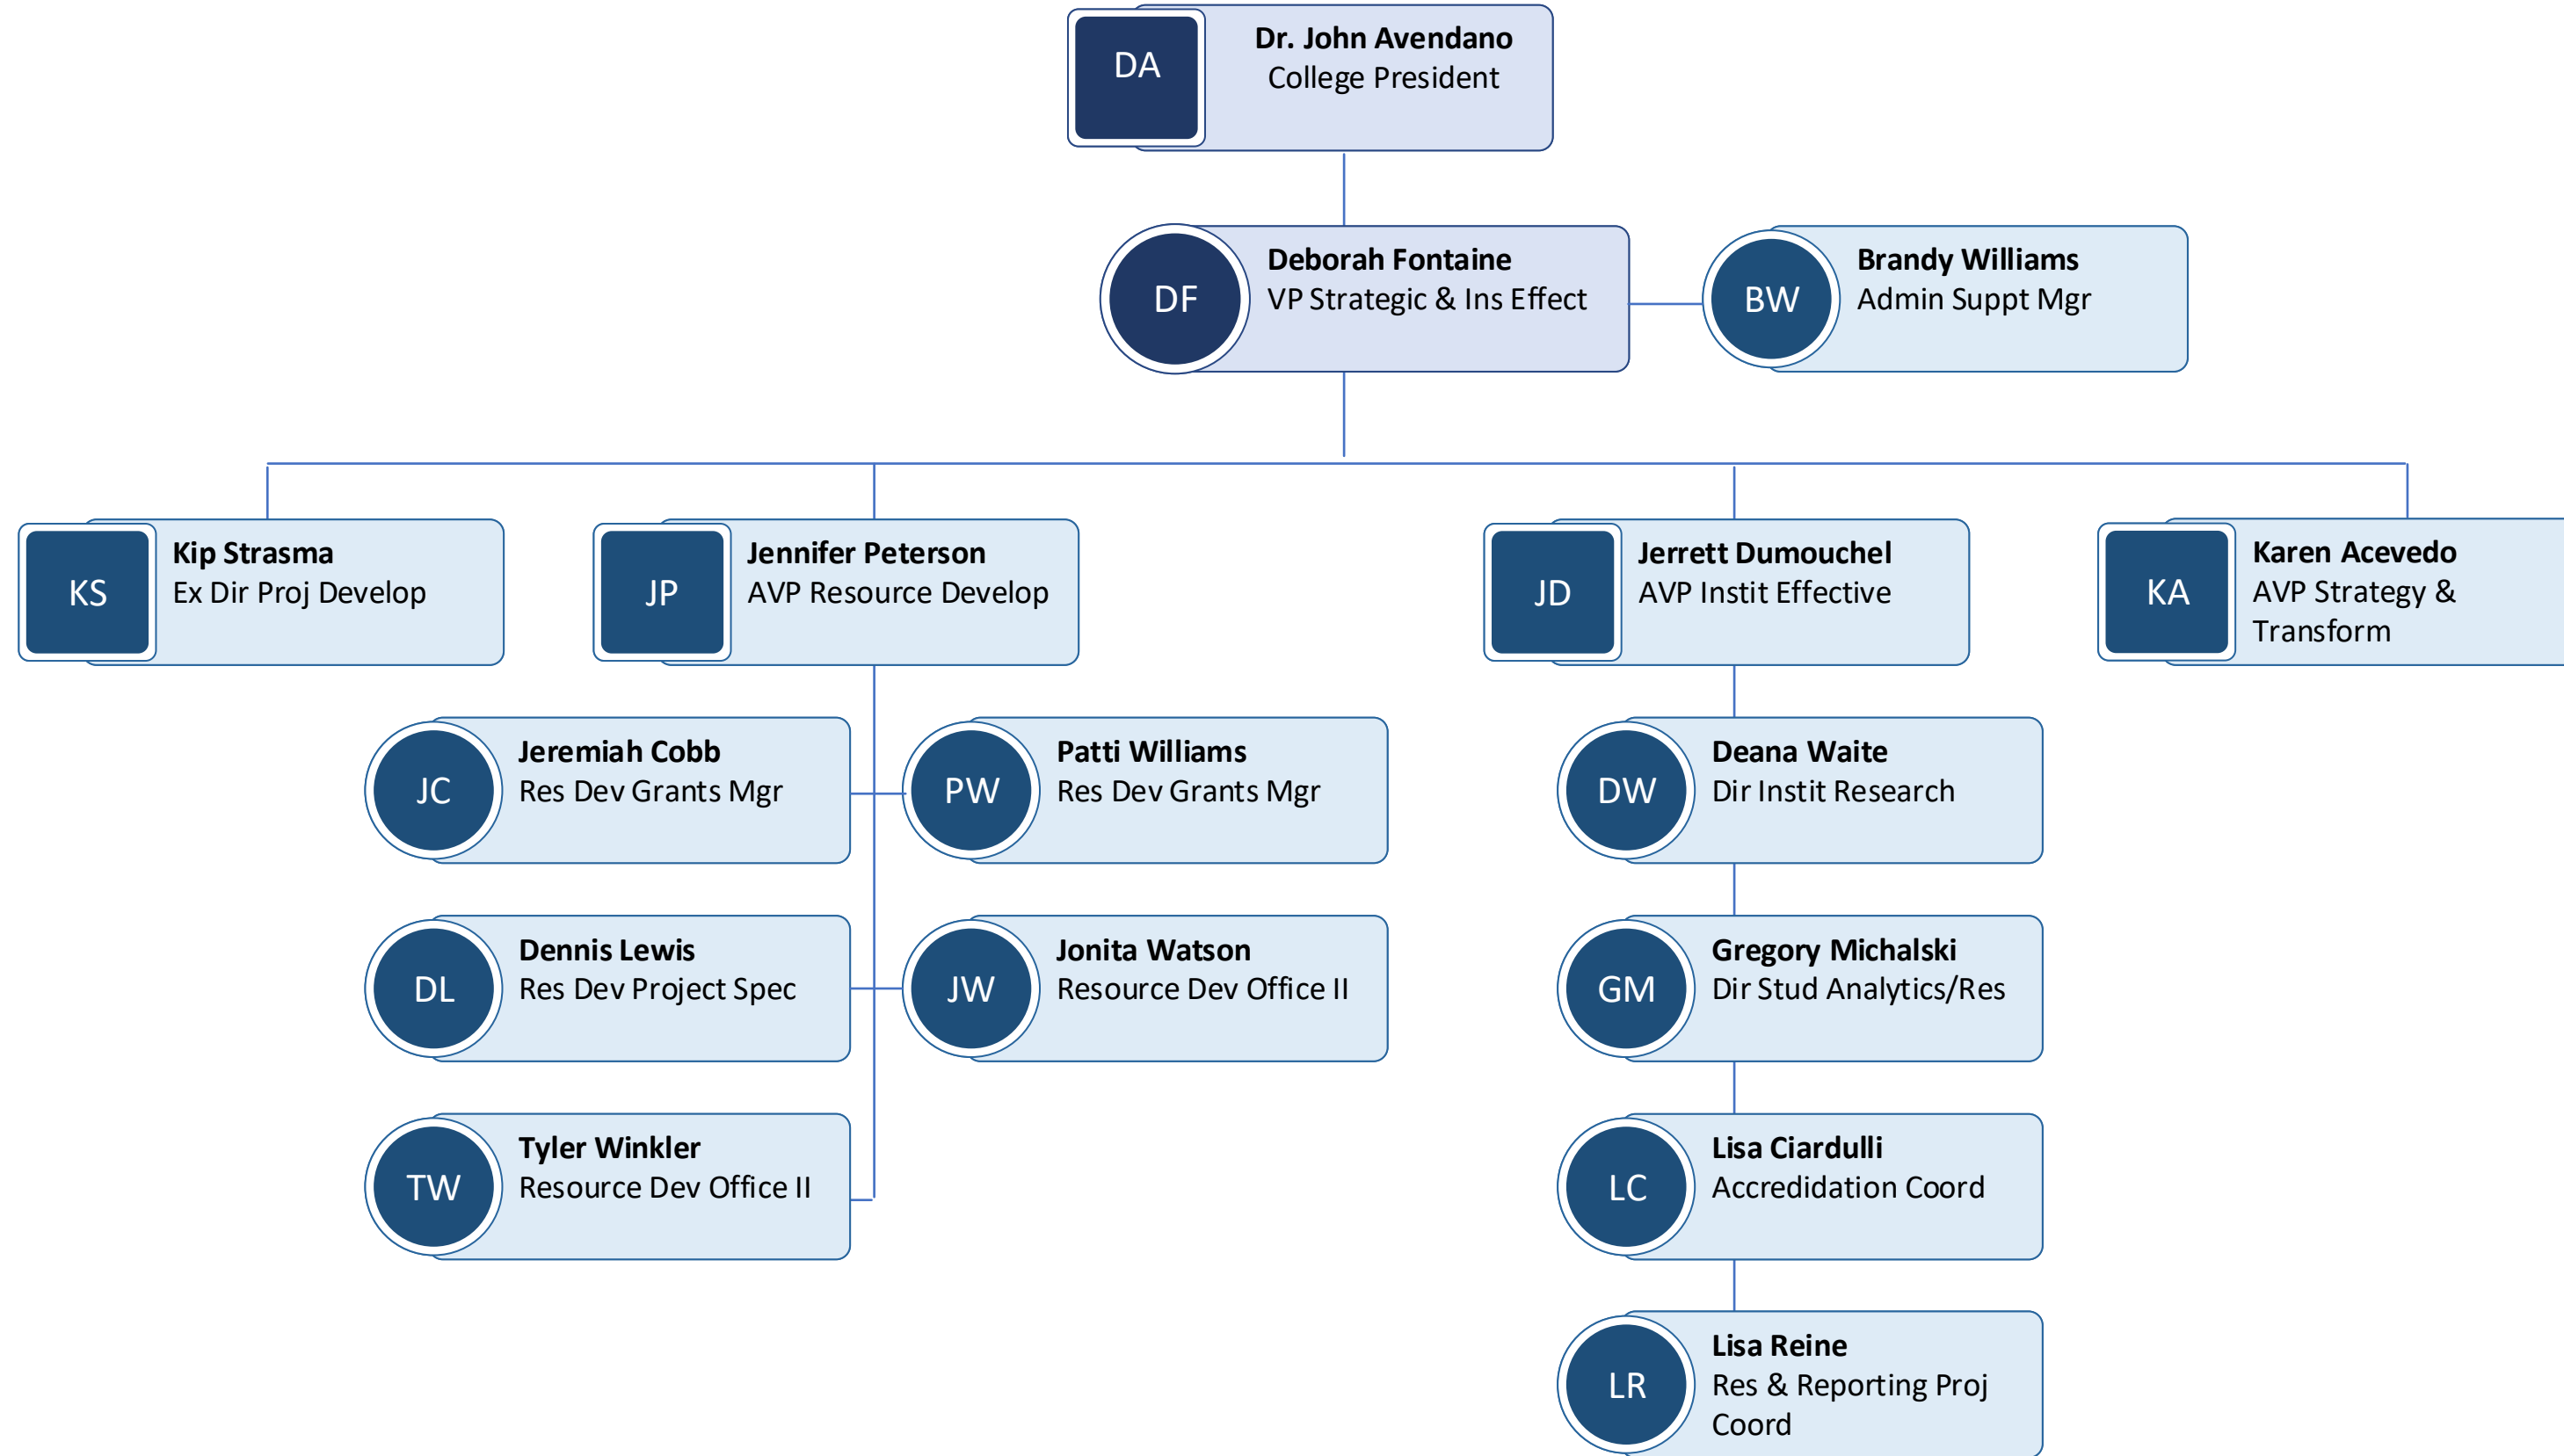 DA
Dr. John Avendano
College President
DF
Deborah Fontaine
VP Strategic & Ins Effect
BW
Brandy Williams
Admin Suppt Mgr
KS
Kip Strasma
Ex Dir Proj Develop
JP
Jennifer Peterson
AVP Resource Develop
JD
Jerrett Dumouchel
AVP Instit Effective
KA
Karen Acevedo
AVP Strategy &
Transform
JC
Jeremiah Cobb
Res Dev Grants Mgr
PW
Patti Williams
Res Dev Grants Mgr
DW
Deana Waite
Dir Instit Research
DL
Dennis Lewis
Res Dev Project Spec
JW
Jonita Watson
Resource Dev Office II
GM
Gregory Michalski
Dir Stud Analytics/Res
TW
Tyler Winkler
Resource Dev Office II
LC
Lisa Ciardulli
Accredidation Coord
LR
Lisa Reine
Res & Reporting Proj
Coord